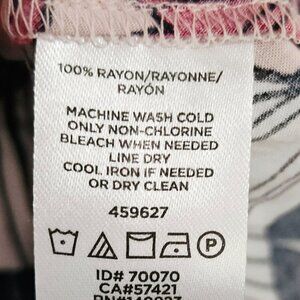 100% RAYON/RAYONNE/
RAYÓN
MACHINE WASH COLD
ONLY NON-CHLORINE
BLEACH WHEN NEEDED
LINE DRY
COOL IRON IF NEEDED
OR DRY CLEAN
459627
P
ID# 70070
CA#57421